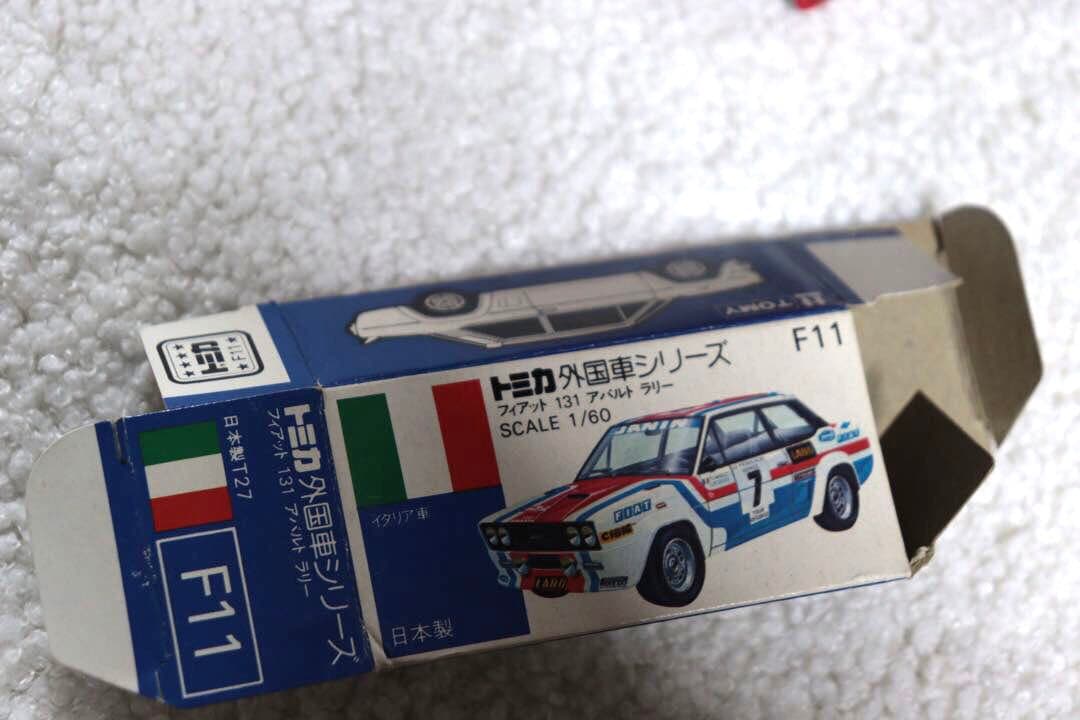 TOMY
F11
トミカ外国車シリーズ
フィアット 131 アバルト ラリー
SCALE 1/60
F11
イタリア車
日本製
JANIN
FIAT
CIBIE
7
トミカ外国車シリーズ
フィアット 131 アバルト ラリー
日本製T27
F11